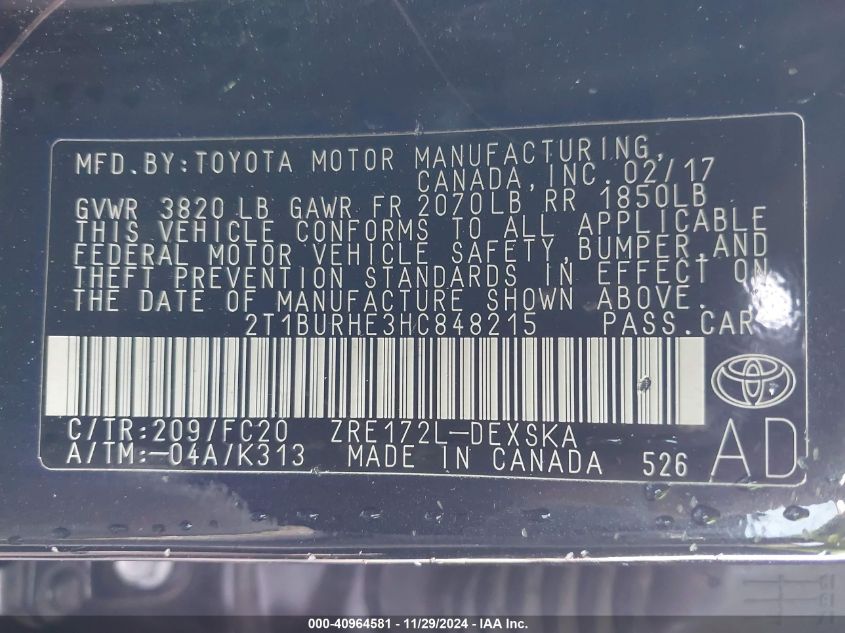 MFD.BY:TOYOTA MOTOR MANUFACTURING,
CANADA, INC. 02/17
GVWR 3820 LB GAWR FR 2070LB RR 1850LB
THIS VEHICLE CONFORMS TO ALL APPLICABLE
FEDERAL MOTOR VEHICLE SAFETY, BUMPER, AND
THEFT PREVENTION STANDARDS IN EFFECT ON
THE DATE OF MANUFACTURE SHOWN ABOVE.
2T1BURHE3HC848215 PASS.CAR
C/TR:209/FC20 ZRE172L-DEXSKA
A/TM:-04A/K313 MADE IN CANADA 526 AD
000-40964581 - 11/29/2024 - IAA Inc.